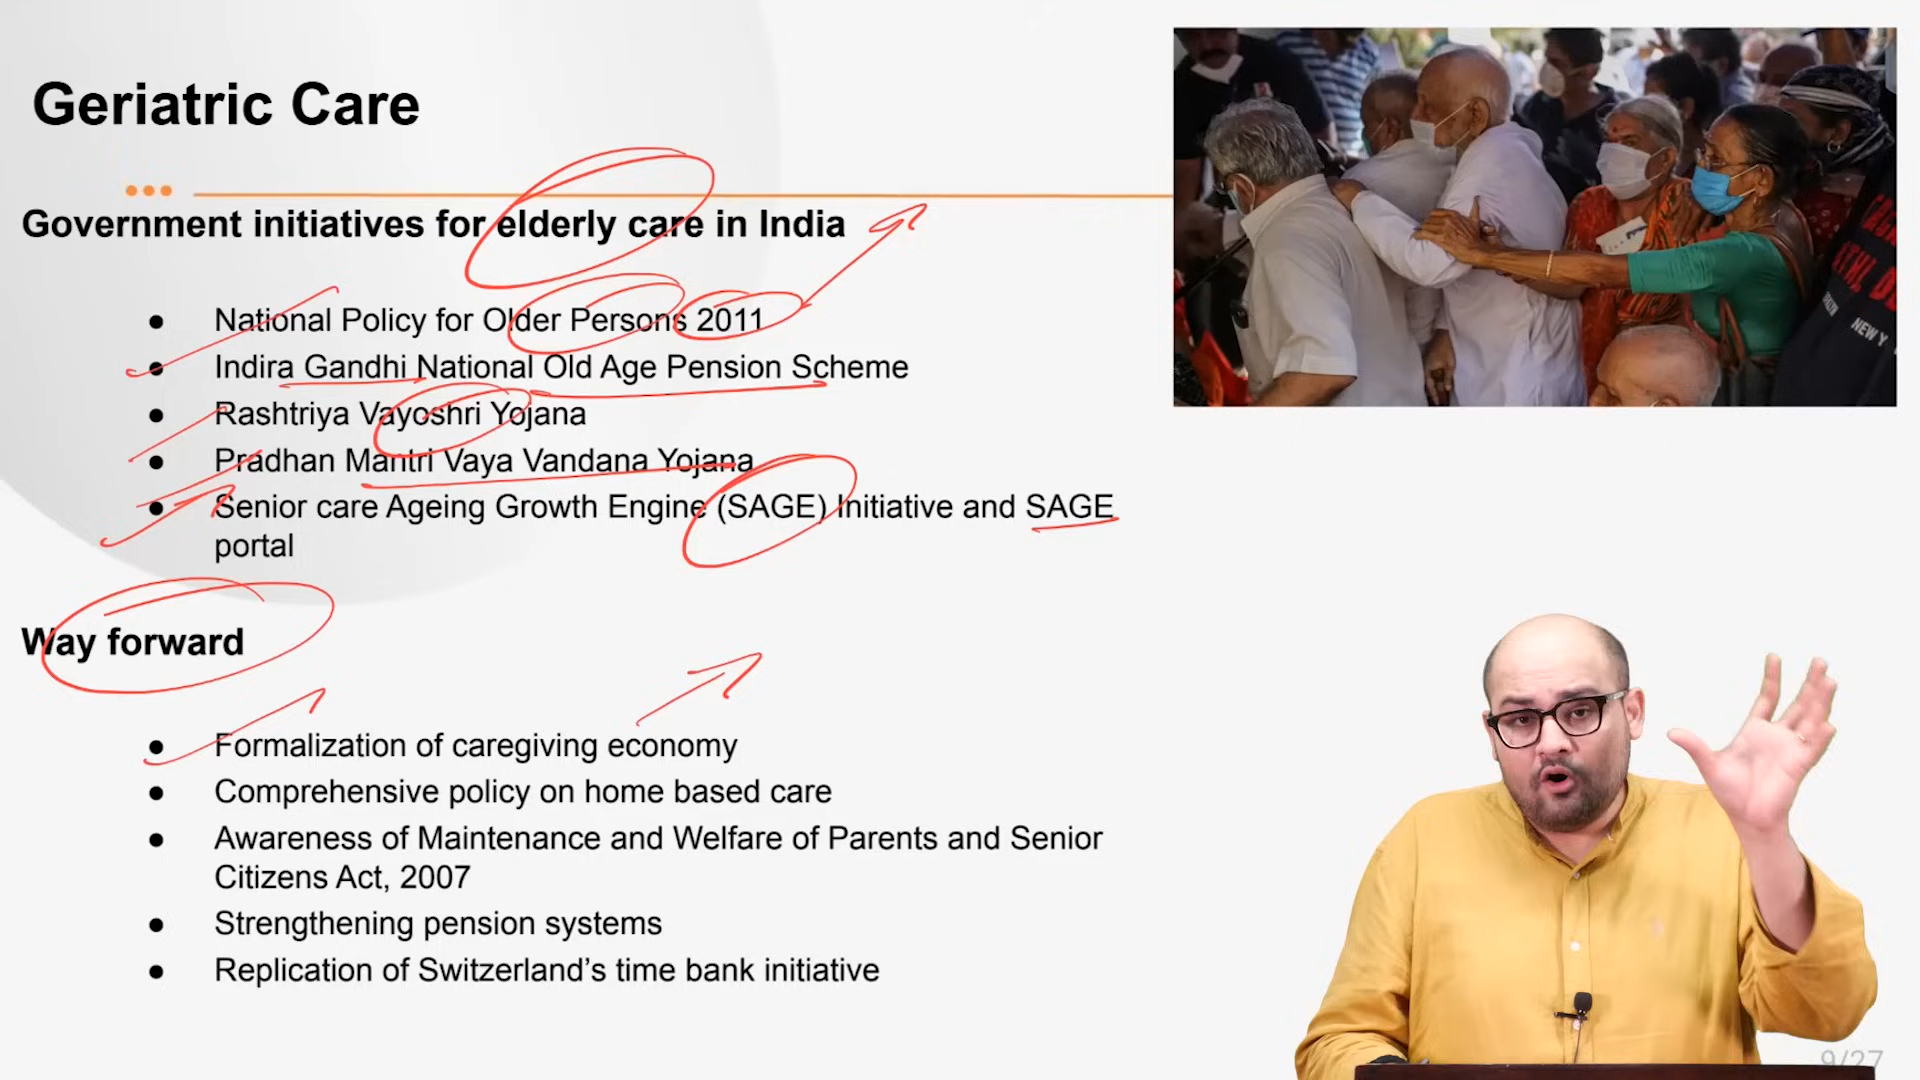 Geriatric Care
Government initiatives for elderly care in India
● National Policy for Older Persons 2011
● Indira Gandhi National Old Age Pension Scheme
● Rashtriya Vayoshri Yojana
● Pradhan Mantri Vaya Vandana Yojana
● Senior care Ageing Growth Engine (SAGE) Initiative and SAGE
portal
NEW Y
Way forward
● Formalization of caregiving economy
● Comprehensive policy on home based care
● Awareness of Maintenance and Welfare of Parents and Senior
Citizens Act, 2007
● Strengthening pension systems
● Replication of Switzerland’s time bank initiative
9/27